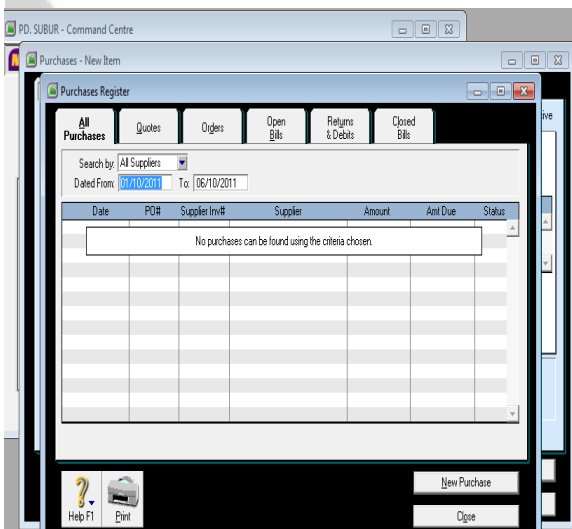 PD. SUBUR - Command Centre
Purchases - New Item
Purchases Register
All Purchases
Quotes
Orders
Open Bills
Returns & Debits
Closed Bills
Search by: All Suppliers
Dated From: 01/10/2011 To: 06/10/2011
Date PO# Supplier Inv# Supplier Amount Amt Due Status
No purchases can be found using the criteria chosen.
New Purchase
Help F1 Print Close